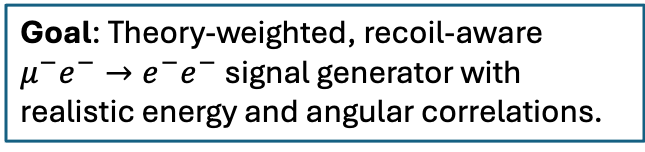 Goal: Theory-weighted, recoil-aware
μ⁻e⁻ → e⁻e⁻ signal generator with
realistic energy and angular correlations.